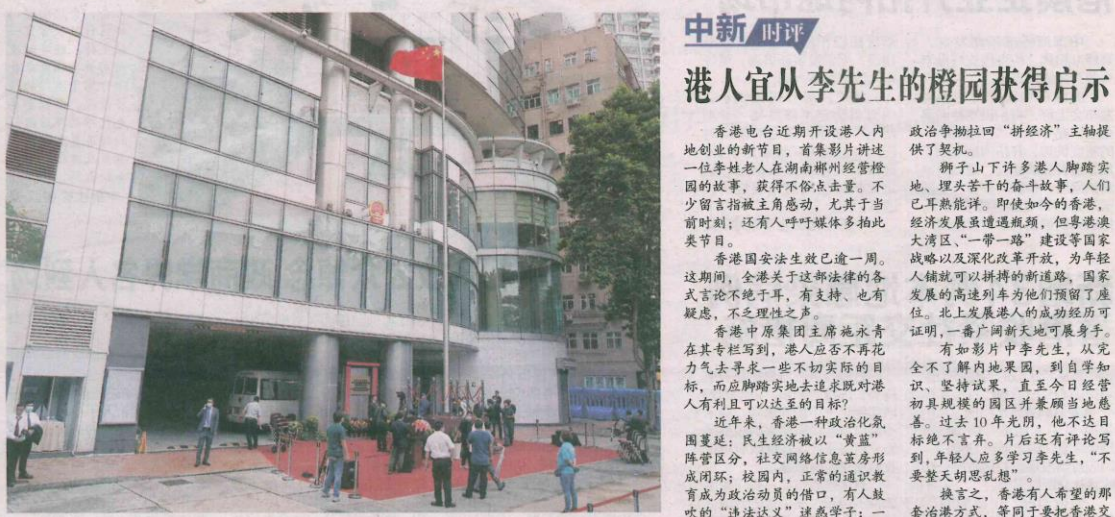 中新时评
港人宜从李先生的橙园获得启示
香港电台近期开设港人内
地创业的新节目，首集影片讲述
一位李姓老人在湖南郴州经营橙
园的故事，获得不俗点击量。不
少留言指被主角感动，尤其于当
前时刻；还有人呼吁媒体多拍此
类节目。
香港国安法生效已逾一周。
这期间，全港关于这部法律的各
式言论不绝于耳，有支持、也有
疑虑，不乏理性之声。
香港中原集团主席施永青
在其专栏写到，港人应否不再花
力气去寻求一些不切实际的目
标，而应脚踏实地去追求既对港
人有利且可以达至的目标？
近年来，香港一种政治化氛
围蔓延：民生经济被以“黄蓝”
阵营区分，社交网络信息茧房形
成闭环；校园内，正常的通识教
育成为政治动员的借口，有人鼓
吹的“违法达义”迷惑学子；一
政治争拗拉回“拼经济”主轴提
供了契机。
狮子山下许多港人脚踏实
地、埋头苦干的奋斗故事，人们
已耳熟能详。即使如今的香港，
经济发展虽遭遇瓶颈，但粤港澳
大湾区、“一带一路”建设等国家
战略以及深化改革开放，为年轻
人铺就可以拼搏的新道路，国家
发展的高速列车为他们预留了座
位。北上发展港人的成功经历可
证明，一番广阔新天地可展身手。
有如影片中李先生，从完
全不了解内地果园，到自学知
识、坚持试果，直至今日经营
初具规模的园区并兼顾当地慈
善。过去10年光阴，他不达目
标绝不言弃。片后还有评论写
到，年轻人应多学习李先生，“不
要整天胡思乱想”。
换言之，香港有人希望的那
套治港方式，等同于要把香港交